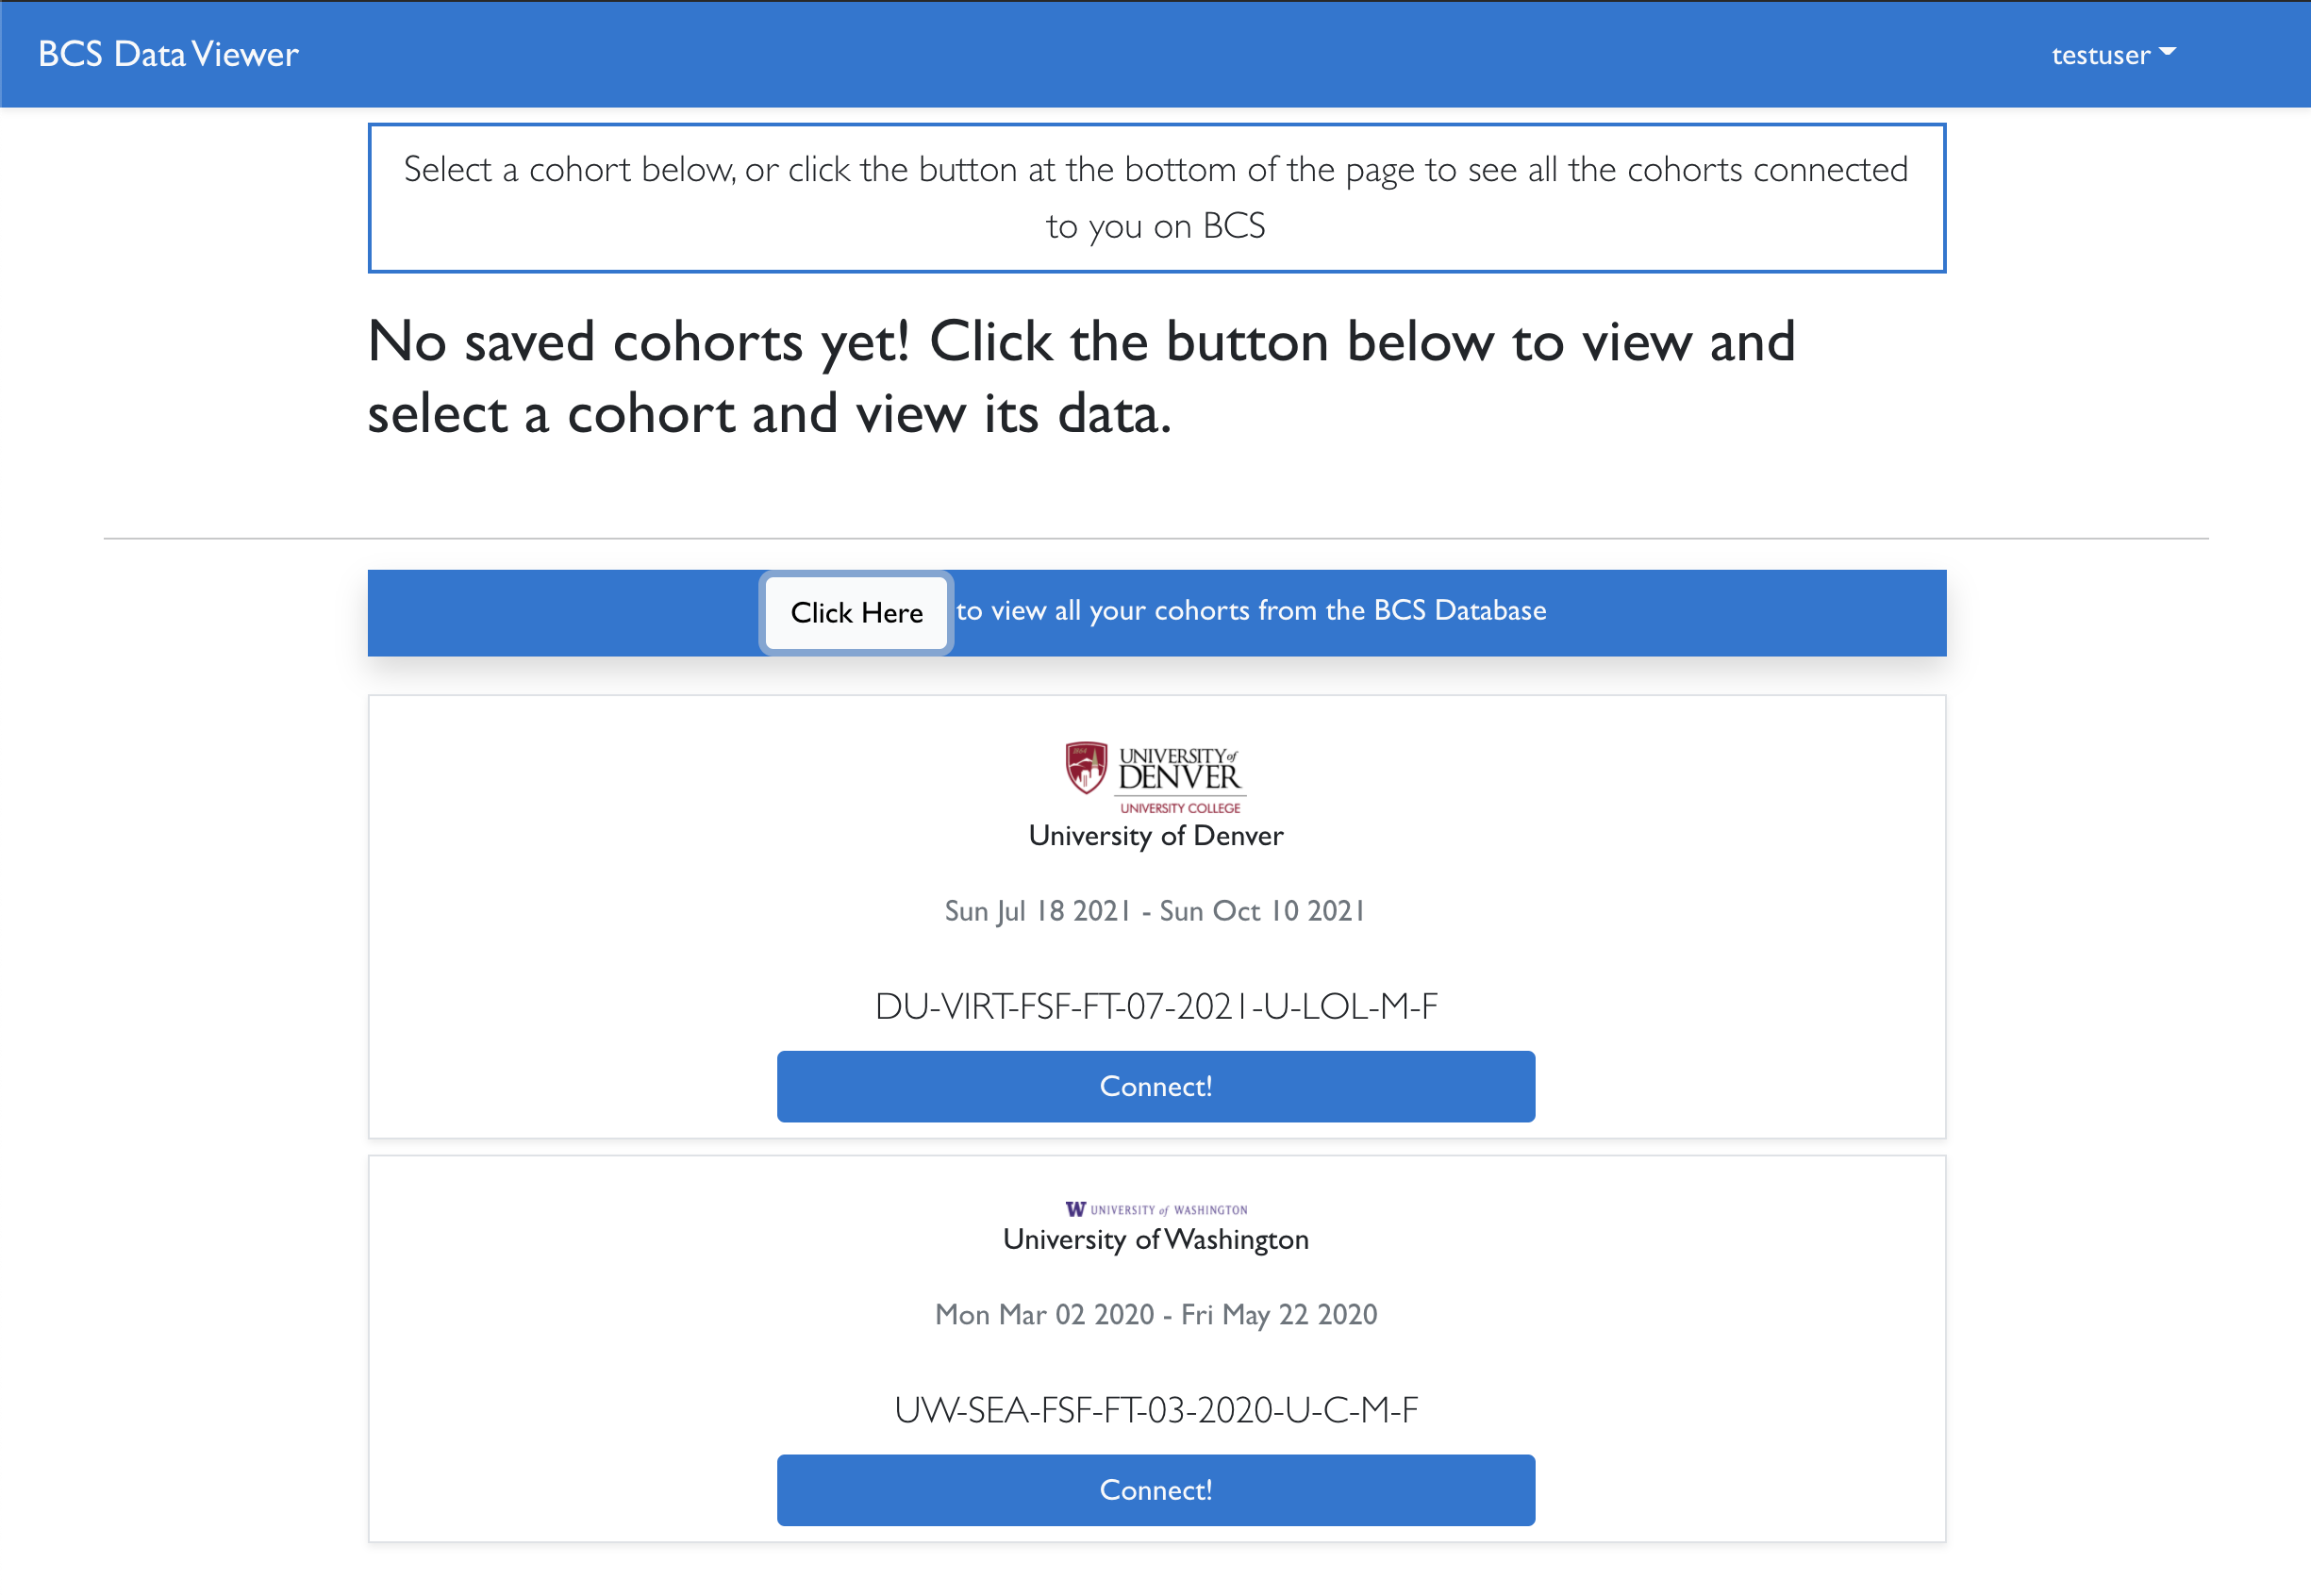 BCS Data Viewer
testuser
Select a cohort below, or click the button at the bottom of the page to see all the cohorts connected
to you on BCS
No saved cohorts yet! Click the button below to view and
select a cohort and view its data.
Click Here to view all your cohorts from the BCS Database
1864
UNIVERSITY of
DENVER
UNIVERSITY COLLEGE
University of Denver
Sun Jul 18 2021 - Sun Oct 10 2021
DU-VIRT-FSF-FT-07-2021-U-LOL-M-F
Connect!
W UNIVERSITY of WASHINGTON
University of Washington
Mon Mar 02 2020 - Fri May 22 2020
UW-SEA-FSF-FT-03-2020-U-C-M-F
Connect!